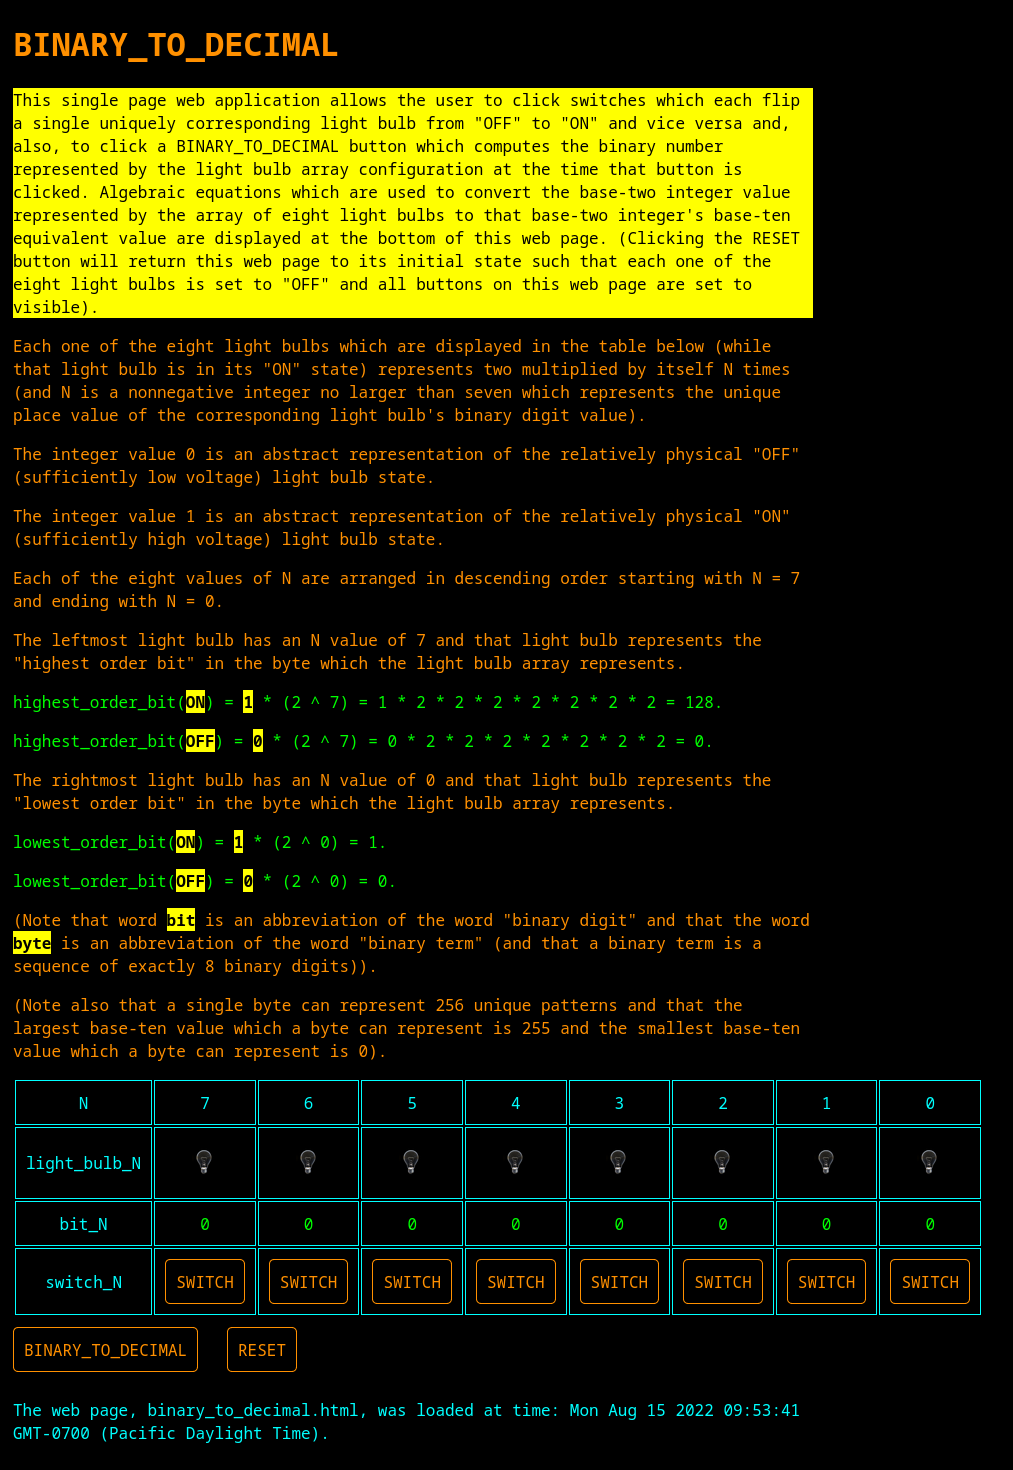 BINARY_TO_DECIMAL
This single page web application allows the user to click switches which each flip
a single uniquely corresponding light bulb from "OFF" to "ON" and vice versa and,
also, to click a BINARY_TO_DECIMAL button which computes the binary number
represented by the light bulb array configuration at the time that button is
clicked. Algebraic equations which are used to convert the base-two integer value
represented by the array of eight light bulbs to that base-two integer's base-ten
equivalent value are displayed at the bottom of this web page. (Clicking the RESET
button will return this web page to its initial state such that each one of the
eight light bulbs is set to "OFF" and all buttons on this web page are set to
visible).
Each one of the eight light bulbs which are displayed in the table below (while
that light bulb is in its "ON" state) represents two multiplied by itself N times
(and N is a nonnegative integer no larger than seven which represents the unique
place value of the corresponding light bulb's binary digit value).
The integer value 0 is an abstract representation of the relatively physical "OFF"
(sufficiently low voltage) light bulb state.
The integer value 1 is an abstract representation of the relatively physical "ON"
(sufficiently high voltage) light bulb state.
Each of the eight values of N are arranged in descending order starting with N = 7
and ending with N = 0.
The leftmost light bulb has an N value of 7 and that light bulb represents the
"highest order bit" in the byte which the light bulb array represents.
highest_order_bit(ON) = 1 * (2 ^ 7) = 1 * 2 * 2 * 2 * 2 * 2 * 2 * 2 = 128.
highest_order_bit(OFF) = 0 * (2 ^ 7) = 0 * 2 * 2 * 2 * 2 * 2 * 2 * 2 = 0.
The rightmost light bulb has an N value of 0 and that light bulb represents the
"lowest order bit" in the byte which the light bulb array represents.
lowest_order_bit(ON) = 1 * (2 ^ 0) = 1.
lowest_order_bit(OFF) = 0 * (2 ^ 0) = 0.
(Note that word bit is an abbreviation of the word "binary digit" and that the word
byte is an abbreviation of the word "binary term" (and that a binary term is a
sequence of exactly 8 binary digits)).
(Note also that a single byte can represent 256 unique patterns and that the
largest base-ten value which a byte can represent is 255 and the smallest base-ten
value which a byte can represent is 0).
N 7 6 5 4 3 2 1 0
light_bulb_N
bit_N 0 0 0 0 0 0 0 0
switch_N SWITCH SWITCH SWITCH SWITCH SWITCH SWITCH SWITCH SWITCH
BINARY_TO_DECIMAL RESET
The web page, binary_to_decimal.html, was loaded at time: Mon Aug 15 2022 09:53:41
GMT-0700 (Pacific Daylight Time).